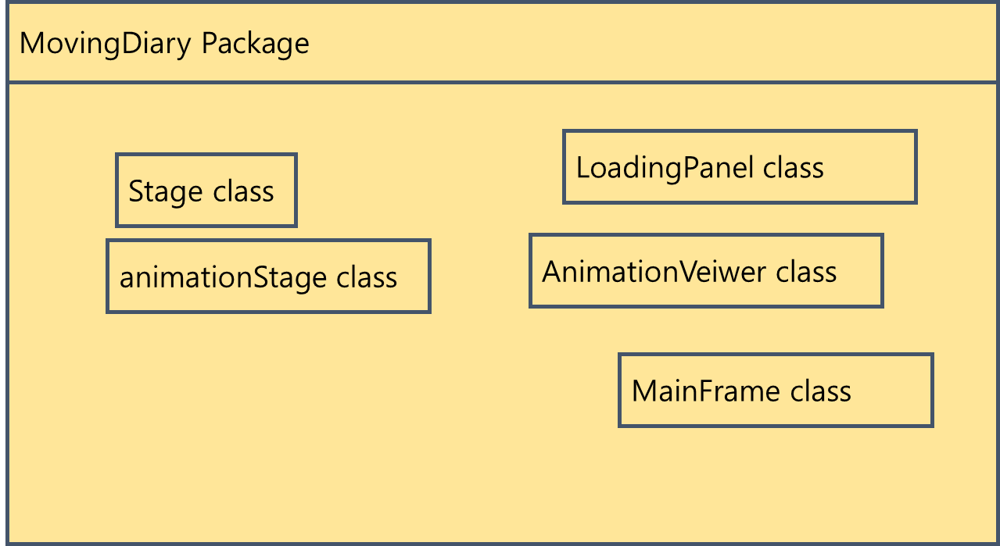 MovingDiary Package
Stage class
animationStage class
LoadingPanel class
AnimationVeiwer class
MainFrame class